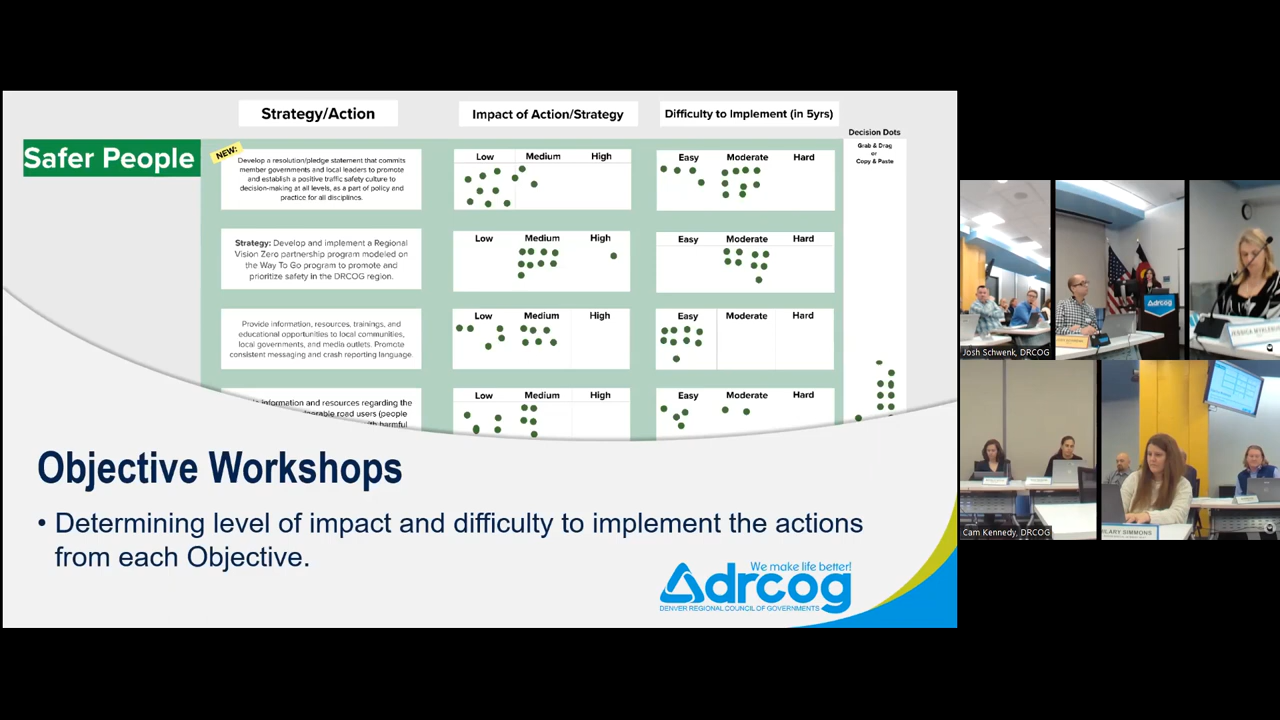 Strategy/Action
Impact of Action/Strategy
Difficulty to Implement (in 5yrs)
Decision Dots
Grab & Drag
or
Copy & Paste
Safer People
NEW:
Develop a resolution/pledge statement that commits
member governments and local leaders to promote
and establish a positive traffic safety culture to
decision-making at all levels, as a part of policy and
practice for all disciplines.
Low Medium High
Easy Moderate Hard
Strategy: Develop and implement a Regional
Vision Zero partnership program modeled on
the Way To Go program to promote and
prioritize safety in the DRCOG region.
Low Medium High
Easy Moderate Hard
Provide information, resources, trainings, and
educational opportunities to local communities,
local governments, and media outlets. Promote
consistent messaging and crash reporting language.
Low Medium High
Easy Moderate Hard
information and resources regarding the
road users (people
harmful
Low Medium High
Easy Moderate Hard
Objective Workshops
• Determining level of impact and difficulty to implement the actions
from each Objective.
We make life better!
drcog
DENVER REGIONAL COUNCIL OF GOVERNMENTS
Josh Schwenk, DRCOG
drcog
Cam Kennedy, DRCOG
HILARY SIMMONS